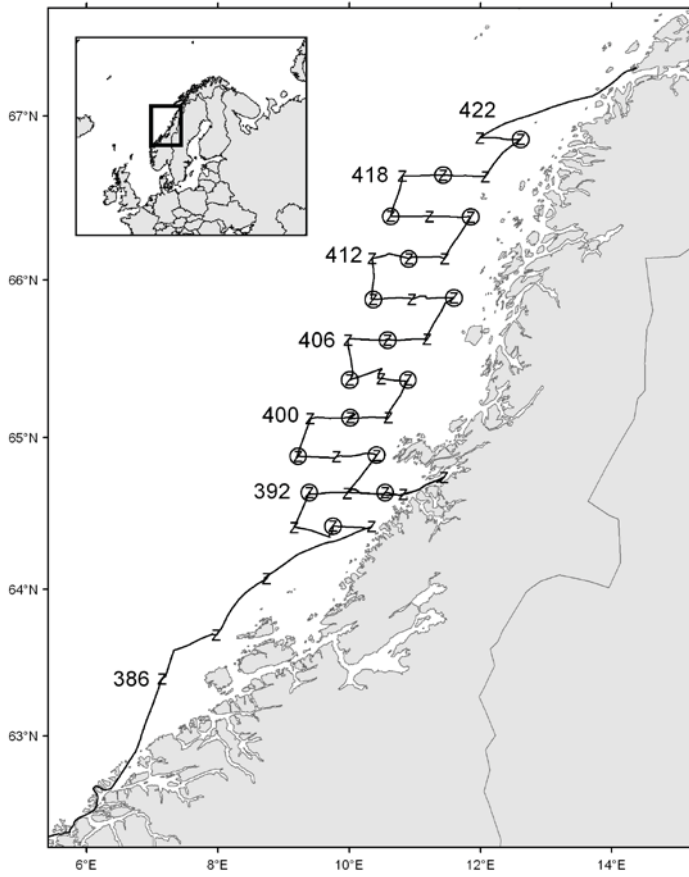 67°N
422
Z Z
418 Z Z Z
Z Z Z
412 Z Z Z
66°N
Z Z Z
406 Z Z Z
Z Z Z
400 Z Z Z
65°N
Z Z Z
Z
392 Z Z Z Z
Z Z Z
64°N
Z
Z
386 Z
63°N
6°E 8°E 10°E 12°E 14°E